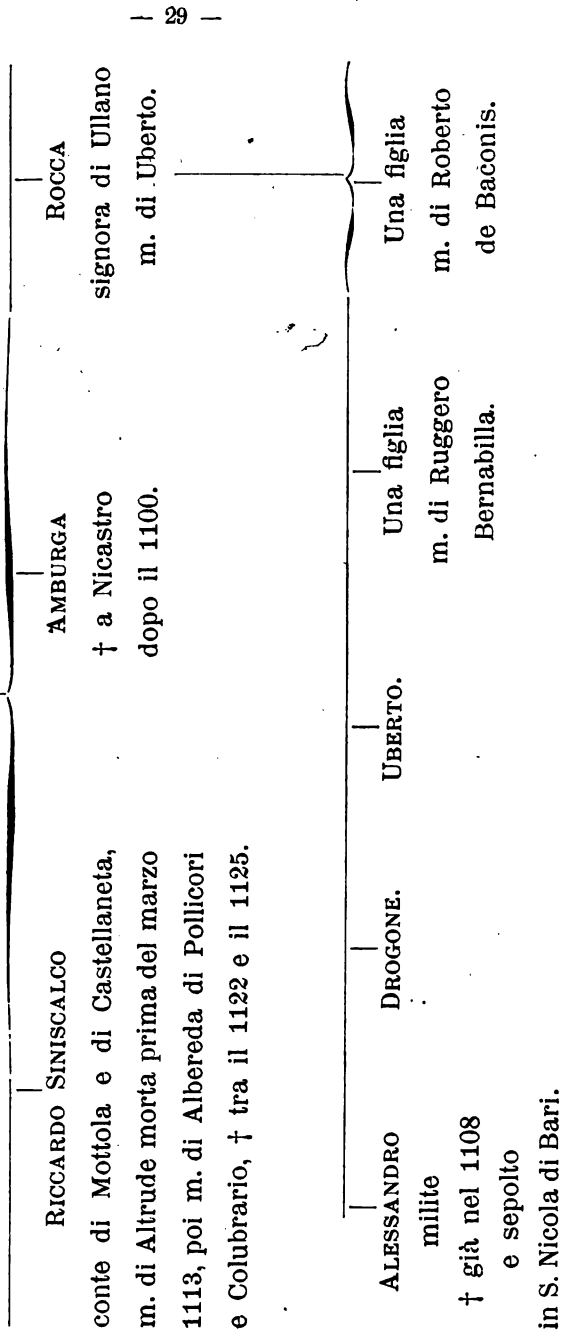 — 29 —
RICCARDO SINISCALCO
conte di Mottola e di Castellaneta,
m. di Altrude morta prima del marzo
1113, poi m. di Albereda di Pollicori
e Colubrario, † tra il 1122 e il 1125.
AMBURGA
† a Nicastro
dopo il 1100.
ROCCA
signora di Ullano
m. di Uberto.
ALESSANDRO
milite
† già nel 1108
e sepolto
in S. Nicola di Bari.
DROGONE.
UBERTO.
Una figlia
m. di Ruggero
Bernabilla.
Una figlia
m. di Roberto
de Baconis.